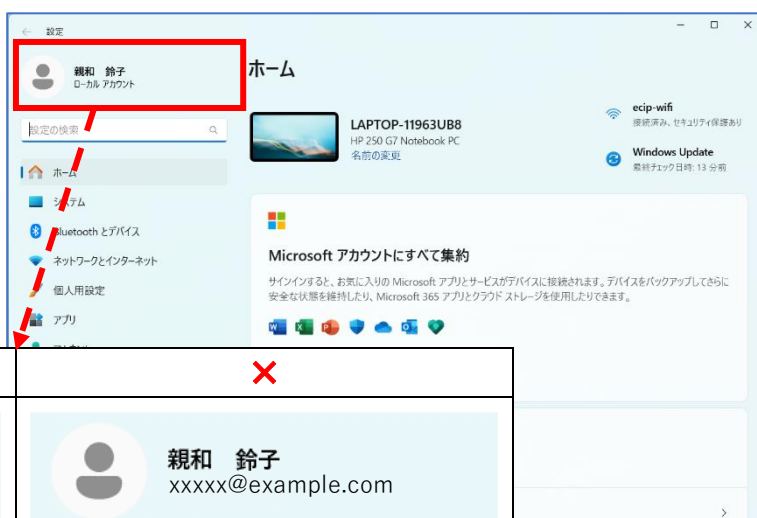 設定
親和　鈴子
ローカル アカウント
設定の検索
ホーム
システム
Bluetooth とデバイス
ネットワークとインターネット
個人用設定
アプリ
ホーム
LAPTOP-11963UB8
HP 250 G7 Notebook PC
名前の変更
ecip-wifi
接続済み、セキュリティ保護あり
Windows Update
最終チェック日時: 13 分前
Microsoft アカウントにすべて集約
サインインすると、お気に入りの Microsoft アプリとサービスがデバイスに接続されます。デバイスをバックアップしてさらに
安全な状態を維持したり、Microsoft 365 アプリとクラウド ストレージを使用したりできます。
親和　鈴子
xxxxx@example.com